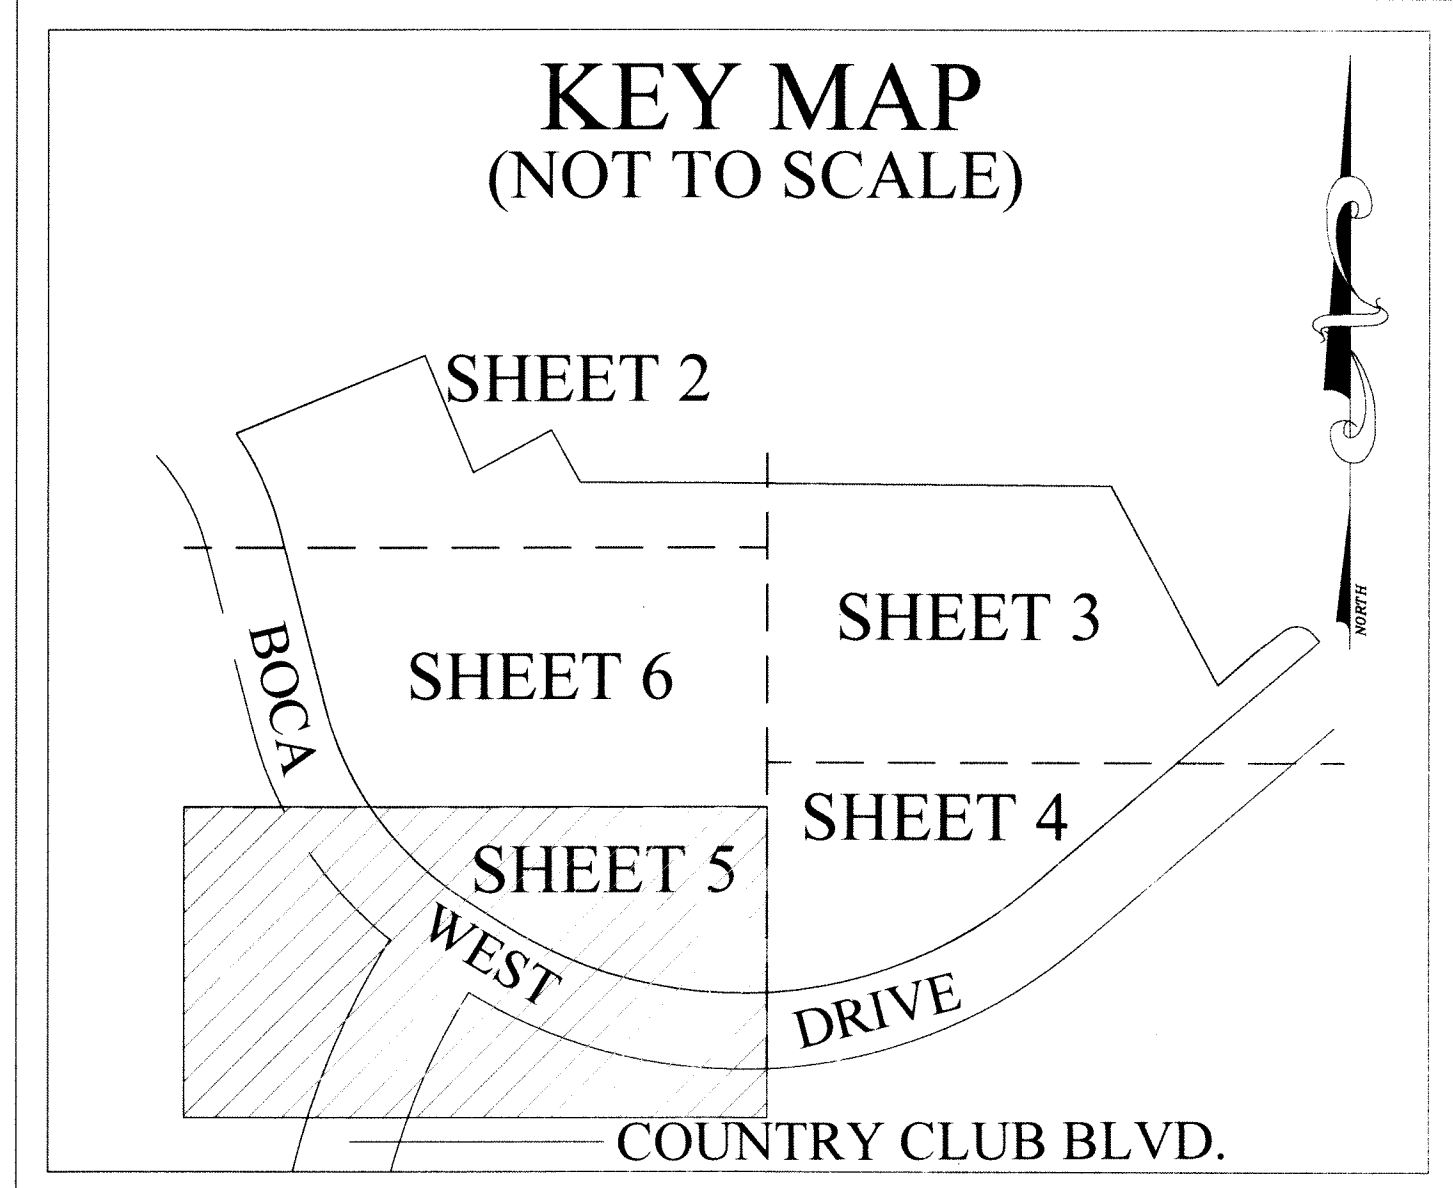 KEY MAP
(NOT TO SCALE)
NORTH
SHEET 2
SHEET 3
SHEET 6
BOCA
SHEET 4
SHEET 5
WEST
DRIVE
COUNTRY CLUB BLVD.